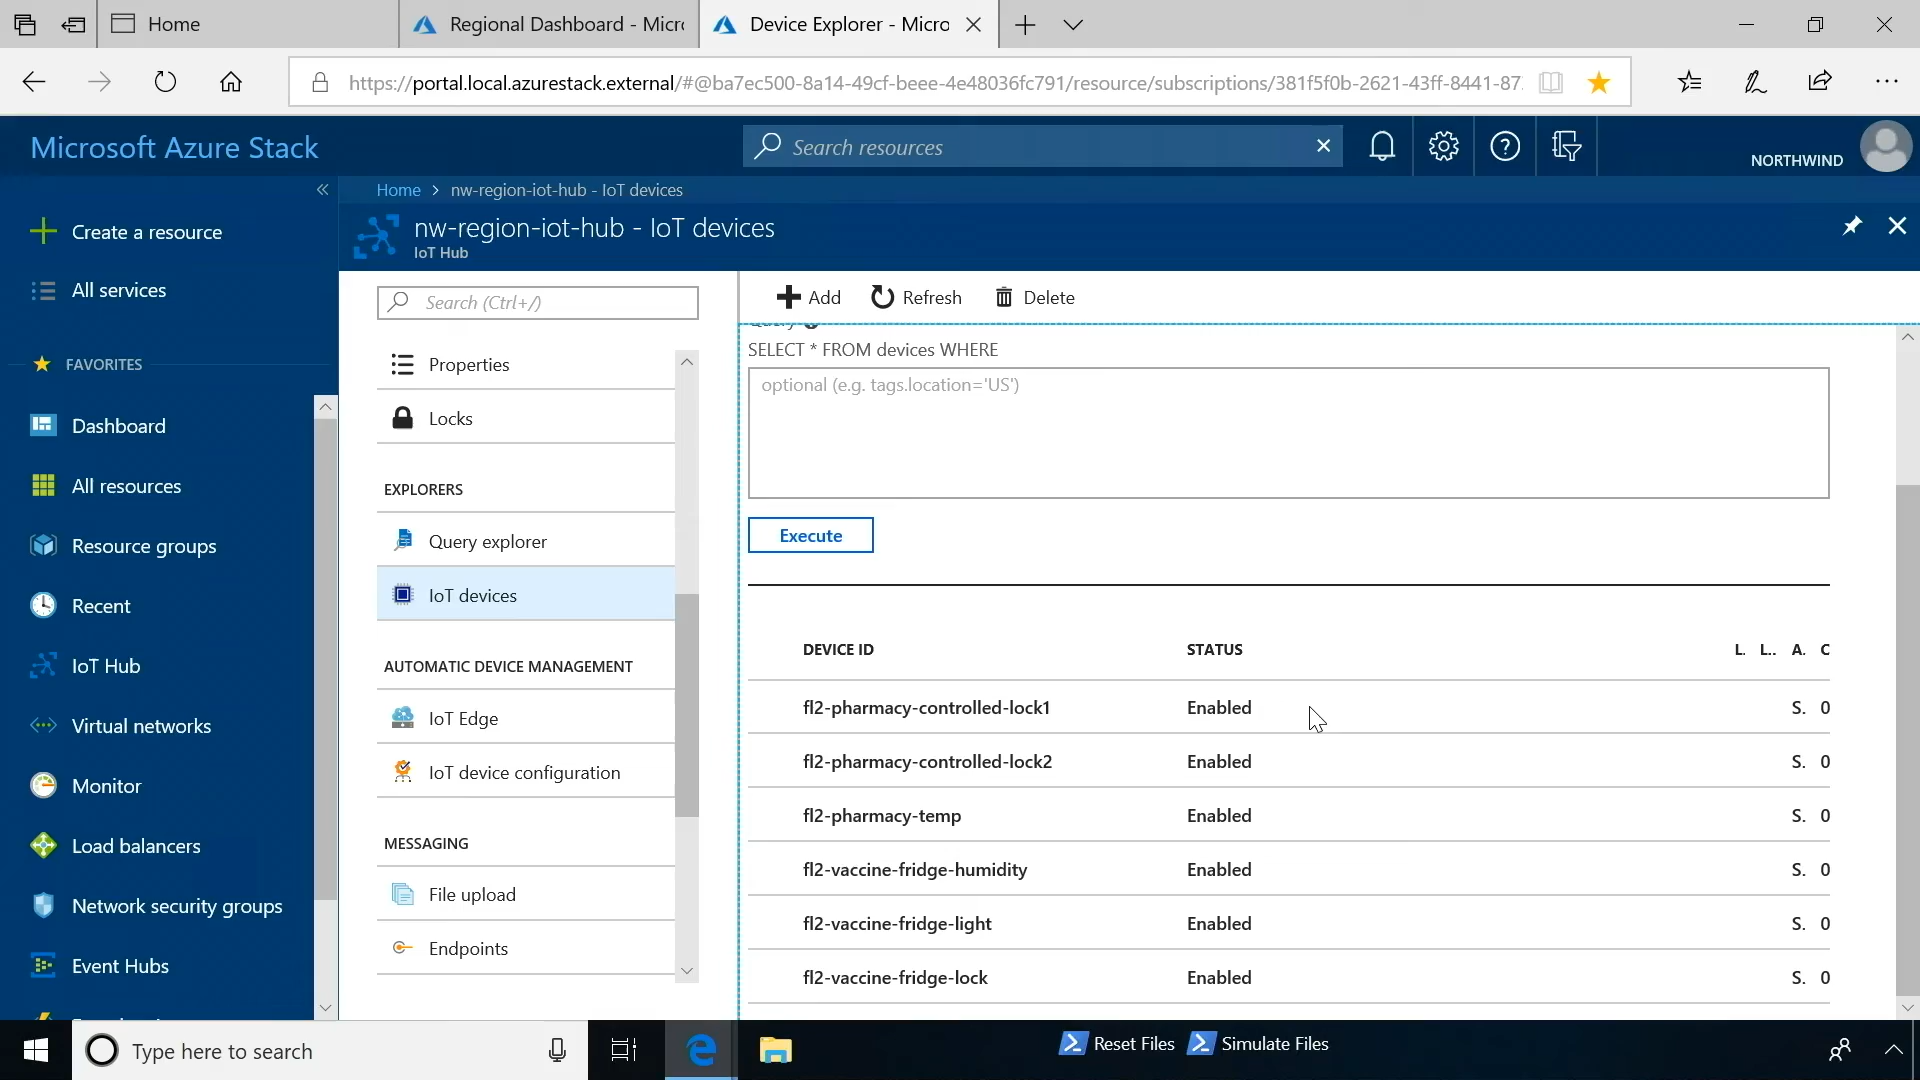 Home
Regional Dashboard - Micr
Device Explorer - Micro
https://portal.local.azurestack.external/#@ba7ec500-8a14-49cf-beee-4e48036fc791/resource/subscriptions/381f5f0b-2621-43ff-8441-87
Microsoft Azure Stack
Search resources
NORTHWIND
Home > nw-region-iot-hub - IoT devices
nw-region-iot-hub - IoT devices
IoT Hub
Create a resource
All services
FAVORITES
Dashboard
All resources
Resource groups
Recent
IoT Hub
Virtual networks
Monitor
Load balancers
Network security groups
Event Hubs
Search (Ctrl+/)
Properties
Locks
EXPLORERS
Query explorer
IoT devices
AUTOMATIC DEVICE MANAGEMENT
IoT Edge
IoT device configuration
MESSAGING
File upload
Endpoints
Add Refresh Delete
SELECT * FROM devices WHERE
optional (e.g. tags.location='US')
Execute
DEVICE ID STATUS L. L.. A. C
fl2-pharmacy-controlled-lock1 Enabled S. 0
fl2-pharmacy-controlled-lock2 Enabled S. 0
fl2-pharmacy-temp Enabled S. 0
fl2-vaccine-fridge-humidity Enabled S. 0
fl2-vaccine-fridge-light Enabled S. 0
fl2-vaccine-fridge-lock Enabled S. 0
Type here to search
Reset Files
Simulate Files